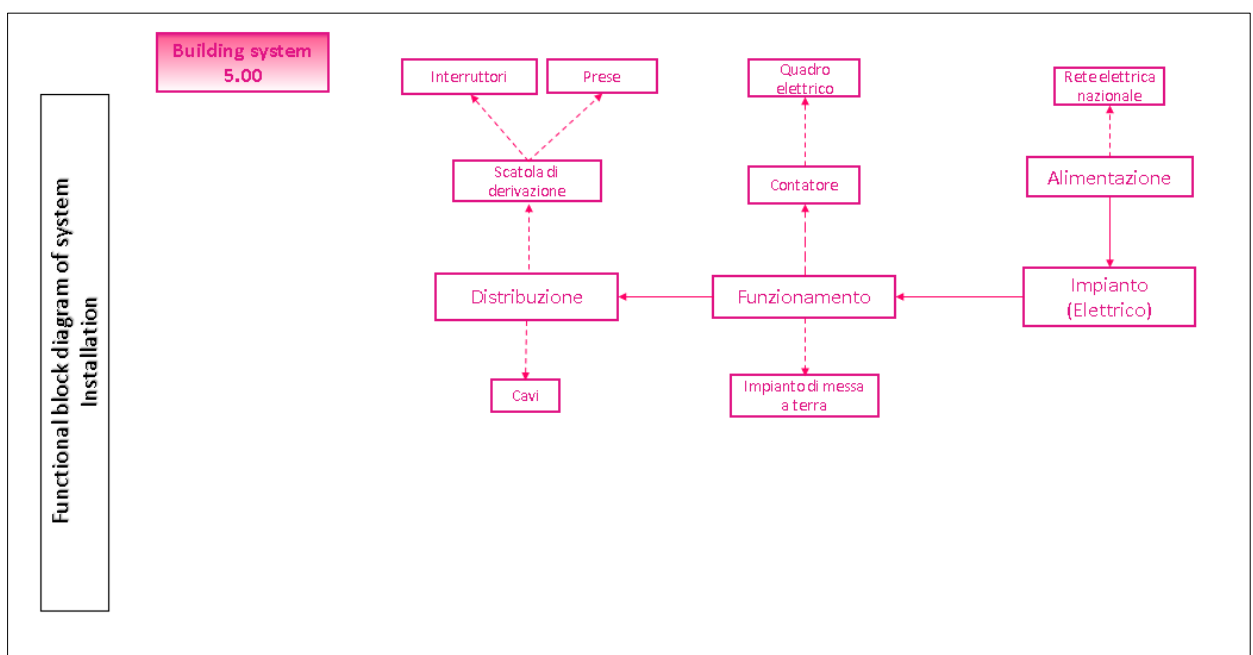 Building system
5.00
Functional block diagram of system
Installation
Interruttori
Prese
Quadro
elettrico
Rete elettrica
nazionale
Scatola di
derivazione
Contatore
Alimentazione
Distribuzione
Funzionamento
Impianto
(Elettrico)
Cavi
Impianto di messa
a terra